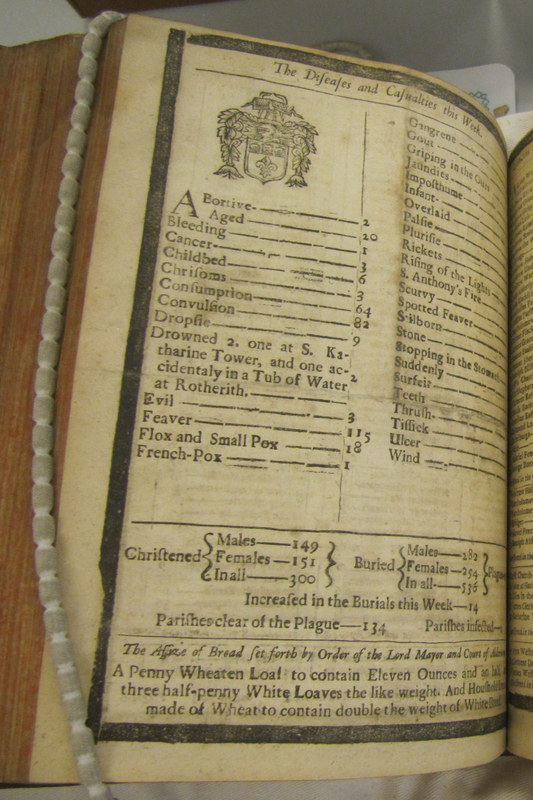 The Diſeaſes and Caſualties this Week.
ABortive 2
Aged 20
Bleeding 1
Cancer 3
Childbed 6
Chriſoms 3
Conſumption 64
Convulſion 82
Dropſie 9
Drowned 2. one at S. Ka-
tharine Tower, and one ac-
cidentaly in a Tub of Water 2
at Rotherith.
Evil 3
Feaver 115
Flox and Small Pox 18
French-Pox 1
Gangrene
Gout
Griping in the Guts
Jaundies
Impoſthume
Infant
Overlaid
Palſie
Pluriſie
Rickets
Riſing of the Lights
S. Anthony's Fire
Scurvy
Spotted Feaver
Stilborn
Stone
Stopping in the Stomach
Suddenly
Surfeit
Teeth
Thruſh
Tiſſick
Ulcer
Wind
Chriſtened
Males 149
Females 151
In all 300
Buried
Males 282
Females 254
In all 536
Plague
Increaſed in the Burials this Week 14
Pariſhes clear of the Plague 134 Pariſhes infected
The Aſſize of Bread ſet forth by Order of the Lord Mayor and Court of
A Penny Wheaten Loaf to contain Eleven Ounces and an half,
three half-penny White Loaves the like weight. And
made of Wheat to contain double the weight of White